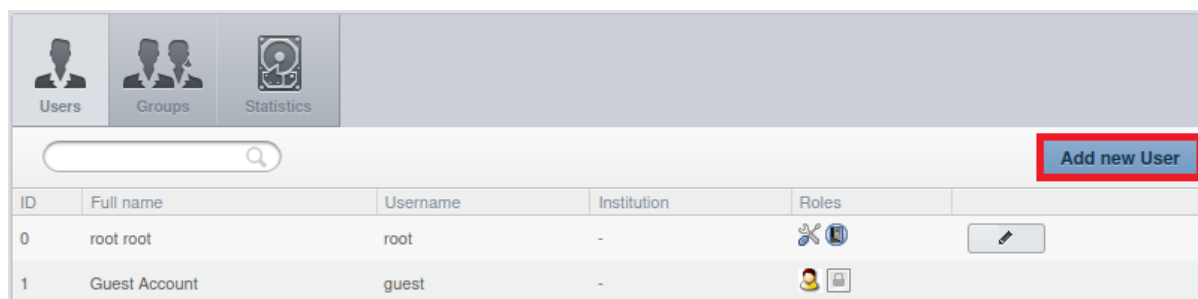 Users Groups Statistics
Add new User
ID Full name Username Institution Roles
0 root root root -
1 Guest Account guest -